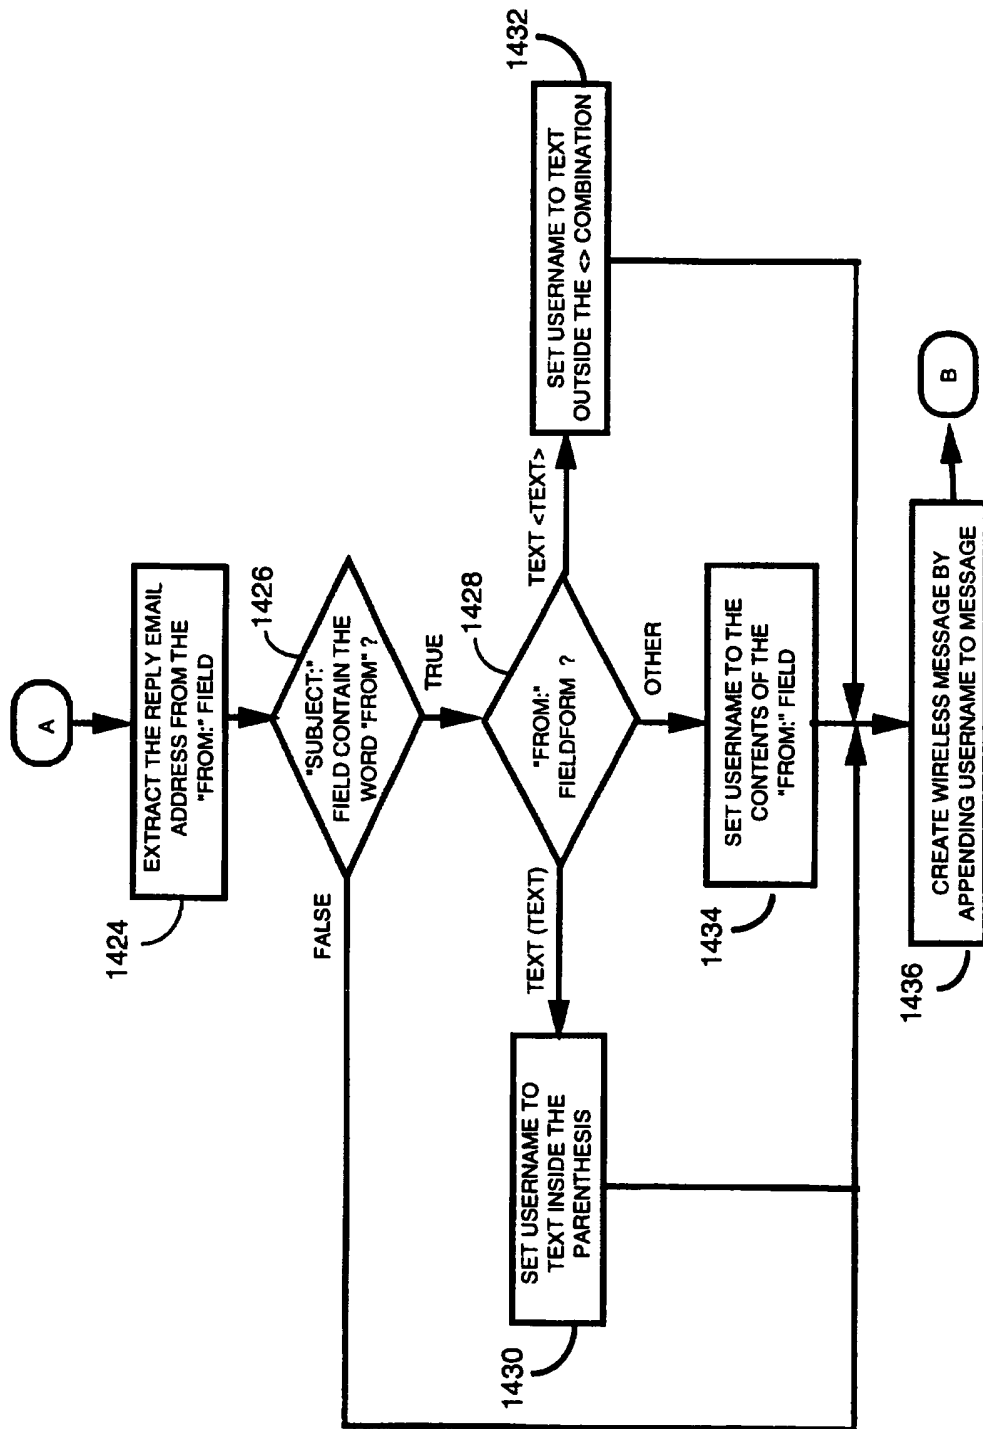 A
EXTRACT THE REPLY EMAIL
ADDRESS FROM THE
"FROM:" FIELD
1424
1426
"SUBJECT:"
FIELD CONTAIN THE
WORD "FROM" ?
FALSE
TRUE
1428
"FROM:"
FIELDFORM ?
TEXT (TEXT)
TEXT <TEXT>
OTHER
SET USERNAME TO
TEXT INSIDE THE
PARENTHESIS
1430
SET USERNAME TO TEXT
OUTSIDE THE <> COMBINATION
1432
SET USERNAME TO THE
CONTENTS OF THE
"FROM:" FIELD
1434
CREATE WIRELESS MESSAGE BY
APPENDING USERNAME TO MESSAGE
1436
B